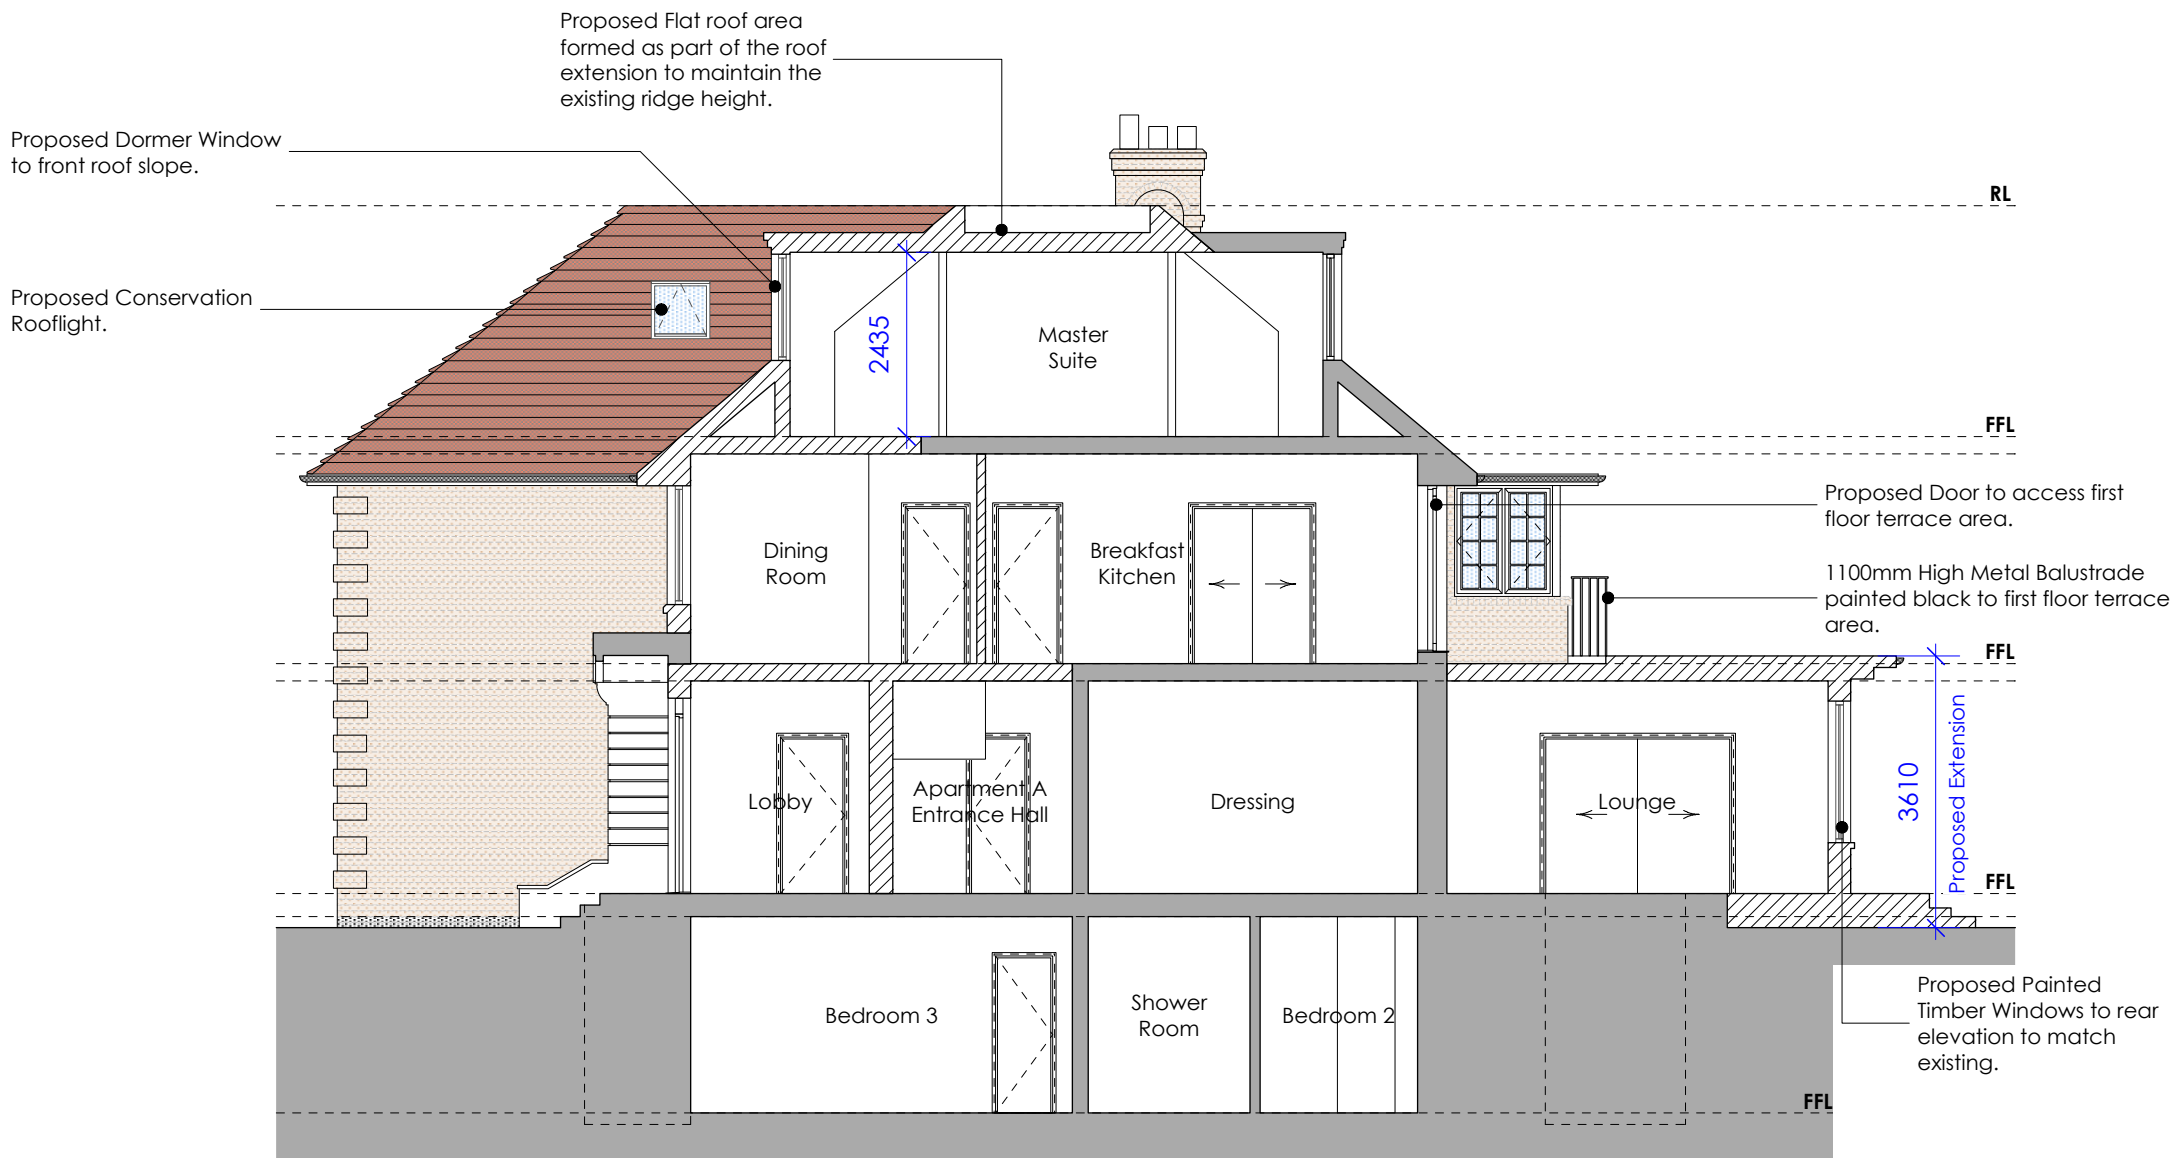 Proposed Flat roof area
formed as part of the roof
extension to maintain the
existing ridge height.
Proposed Dormer Window
to front roof slope.
RL
Proposed Conservation
Rooflight.
2435
Master
Suite
FFL
Proposed Door to access first
floor terrace area.
Dining
Room
Breakfast
Kitchen
1100mm High Metal Balustrade
painted black to first floor terrace
area.
FFL
Lobby
Apartment A
Entrance Hall
Dressing
Lounge
3610
Proposed Extension
FFL
Bedroom 3
Shower
Room
Bedroom 2
Proposed Painted
Timber Windows to rear
elevation to match
existing.
FFL